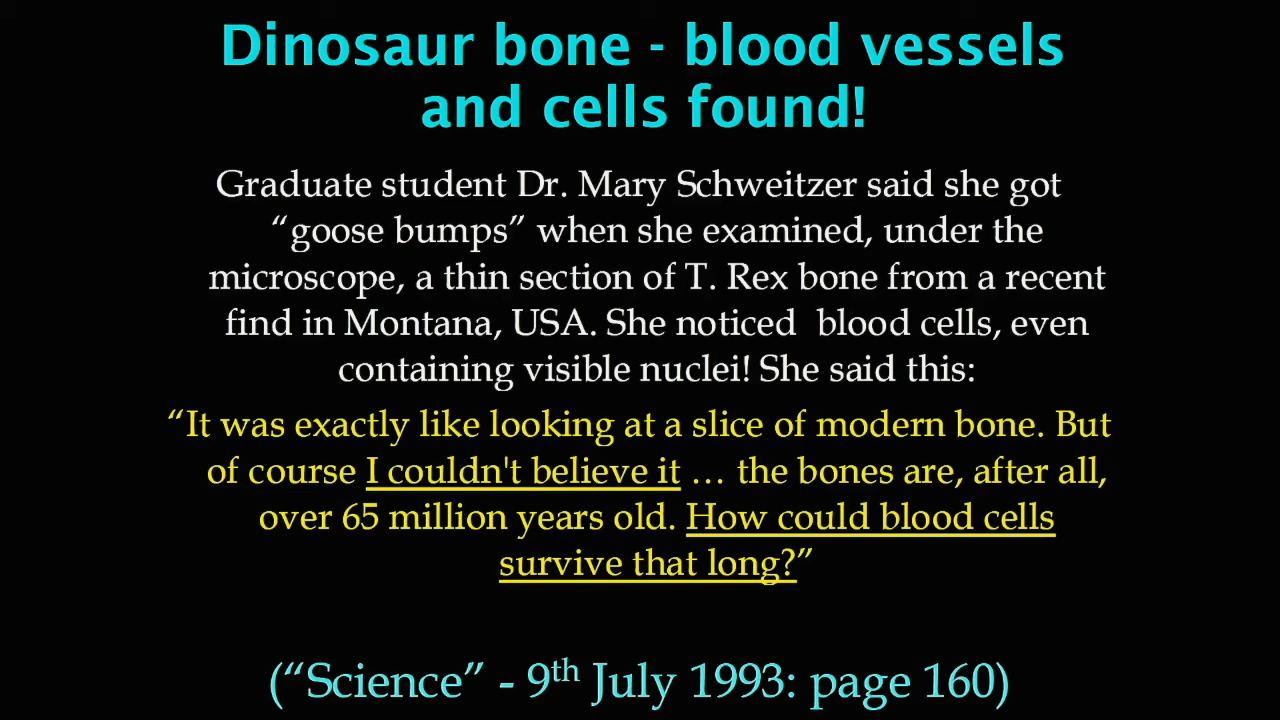 Dinosaur bone - blood vessels
and cells found!
Graduate student Dr. Mary Schweitzer said she got
“goose bumps” when she examined, under the
microscope, a thin section of T. Rex bone from a recent
find in Montana, USA. She noticed  blood cells, even
containing visible nuclei! She said this:
“It was exactly like looking at a slice of modern bone. But
of course I couldn't believe it … the bones are, after all,
over 65 million years old. How could blood cells
survive that long?”
(“Science” - 9th July 1993: page 160)